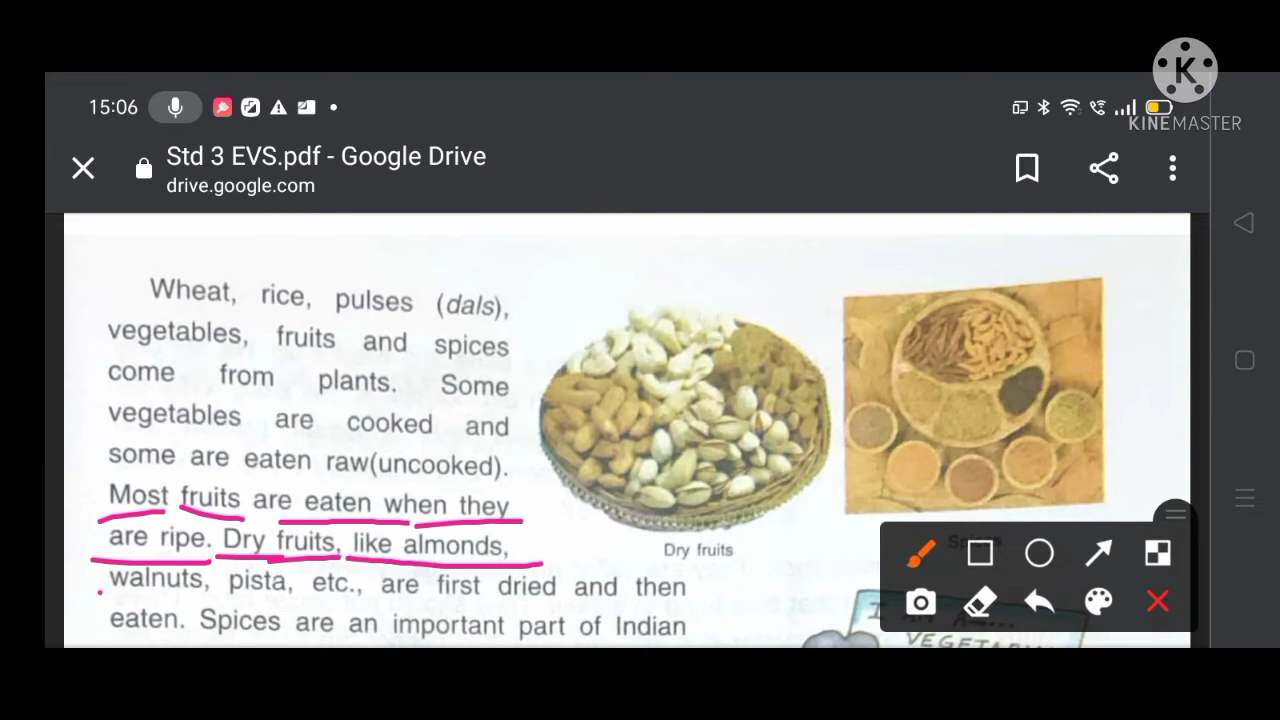 KINEMASTER
15:06
Std 3 EVS.pdf - Google Drive
drive.google.com
Wheat, rice, pulses (dals),
vegetables, fruits and spices
come from plants. Some
vegetables are cooked and
some are eaten raw(uncooked).
Most fruits are eaten when they
are ripe. Dry fruits, like almonds,
walnuts, pista, etc., are first dried and then
eaten. Spices are an important part of Indian
Dry fruits
I AM A